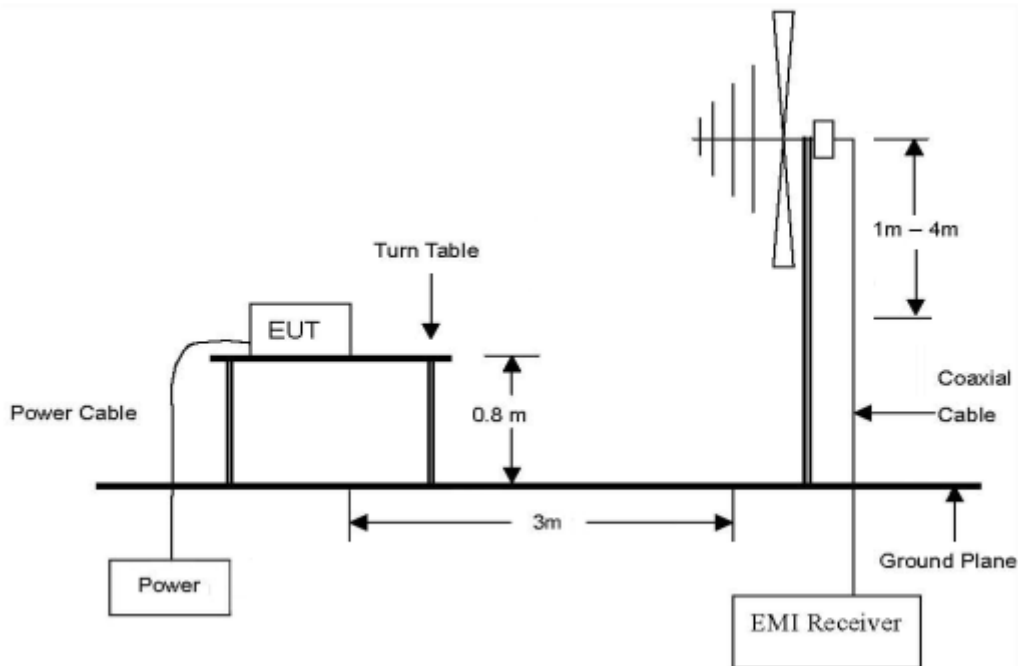 1m – 4m
Turn Table
EUT
Coaxial
Cable
Power Cable
0.8 m
3m
Ground Plane
Power
EMI Receiver